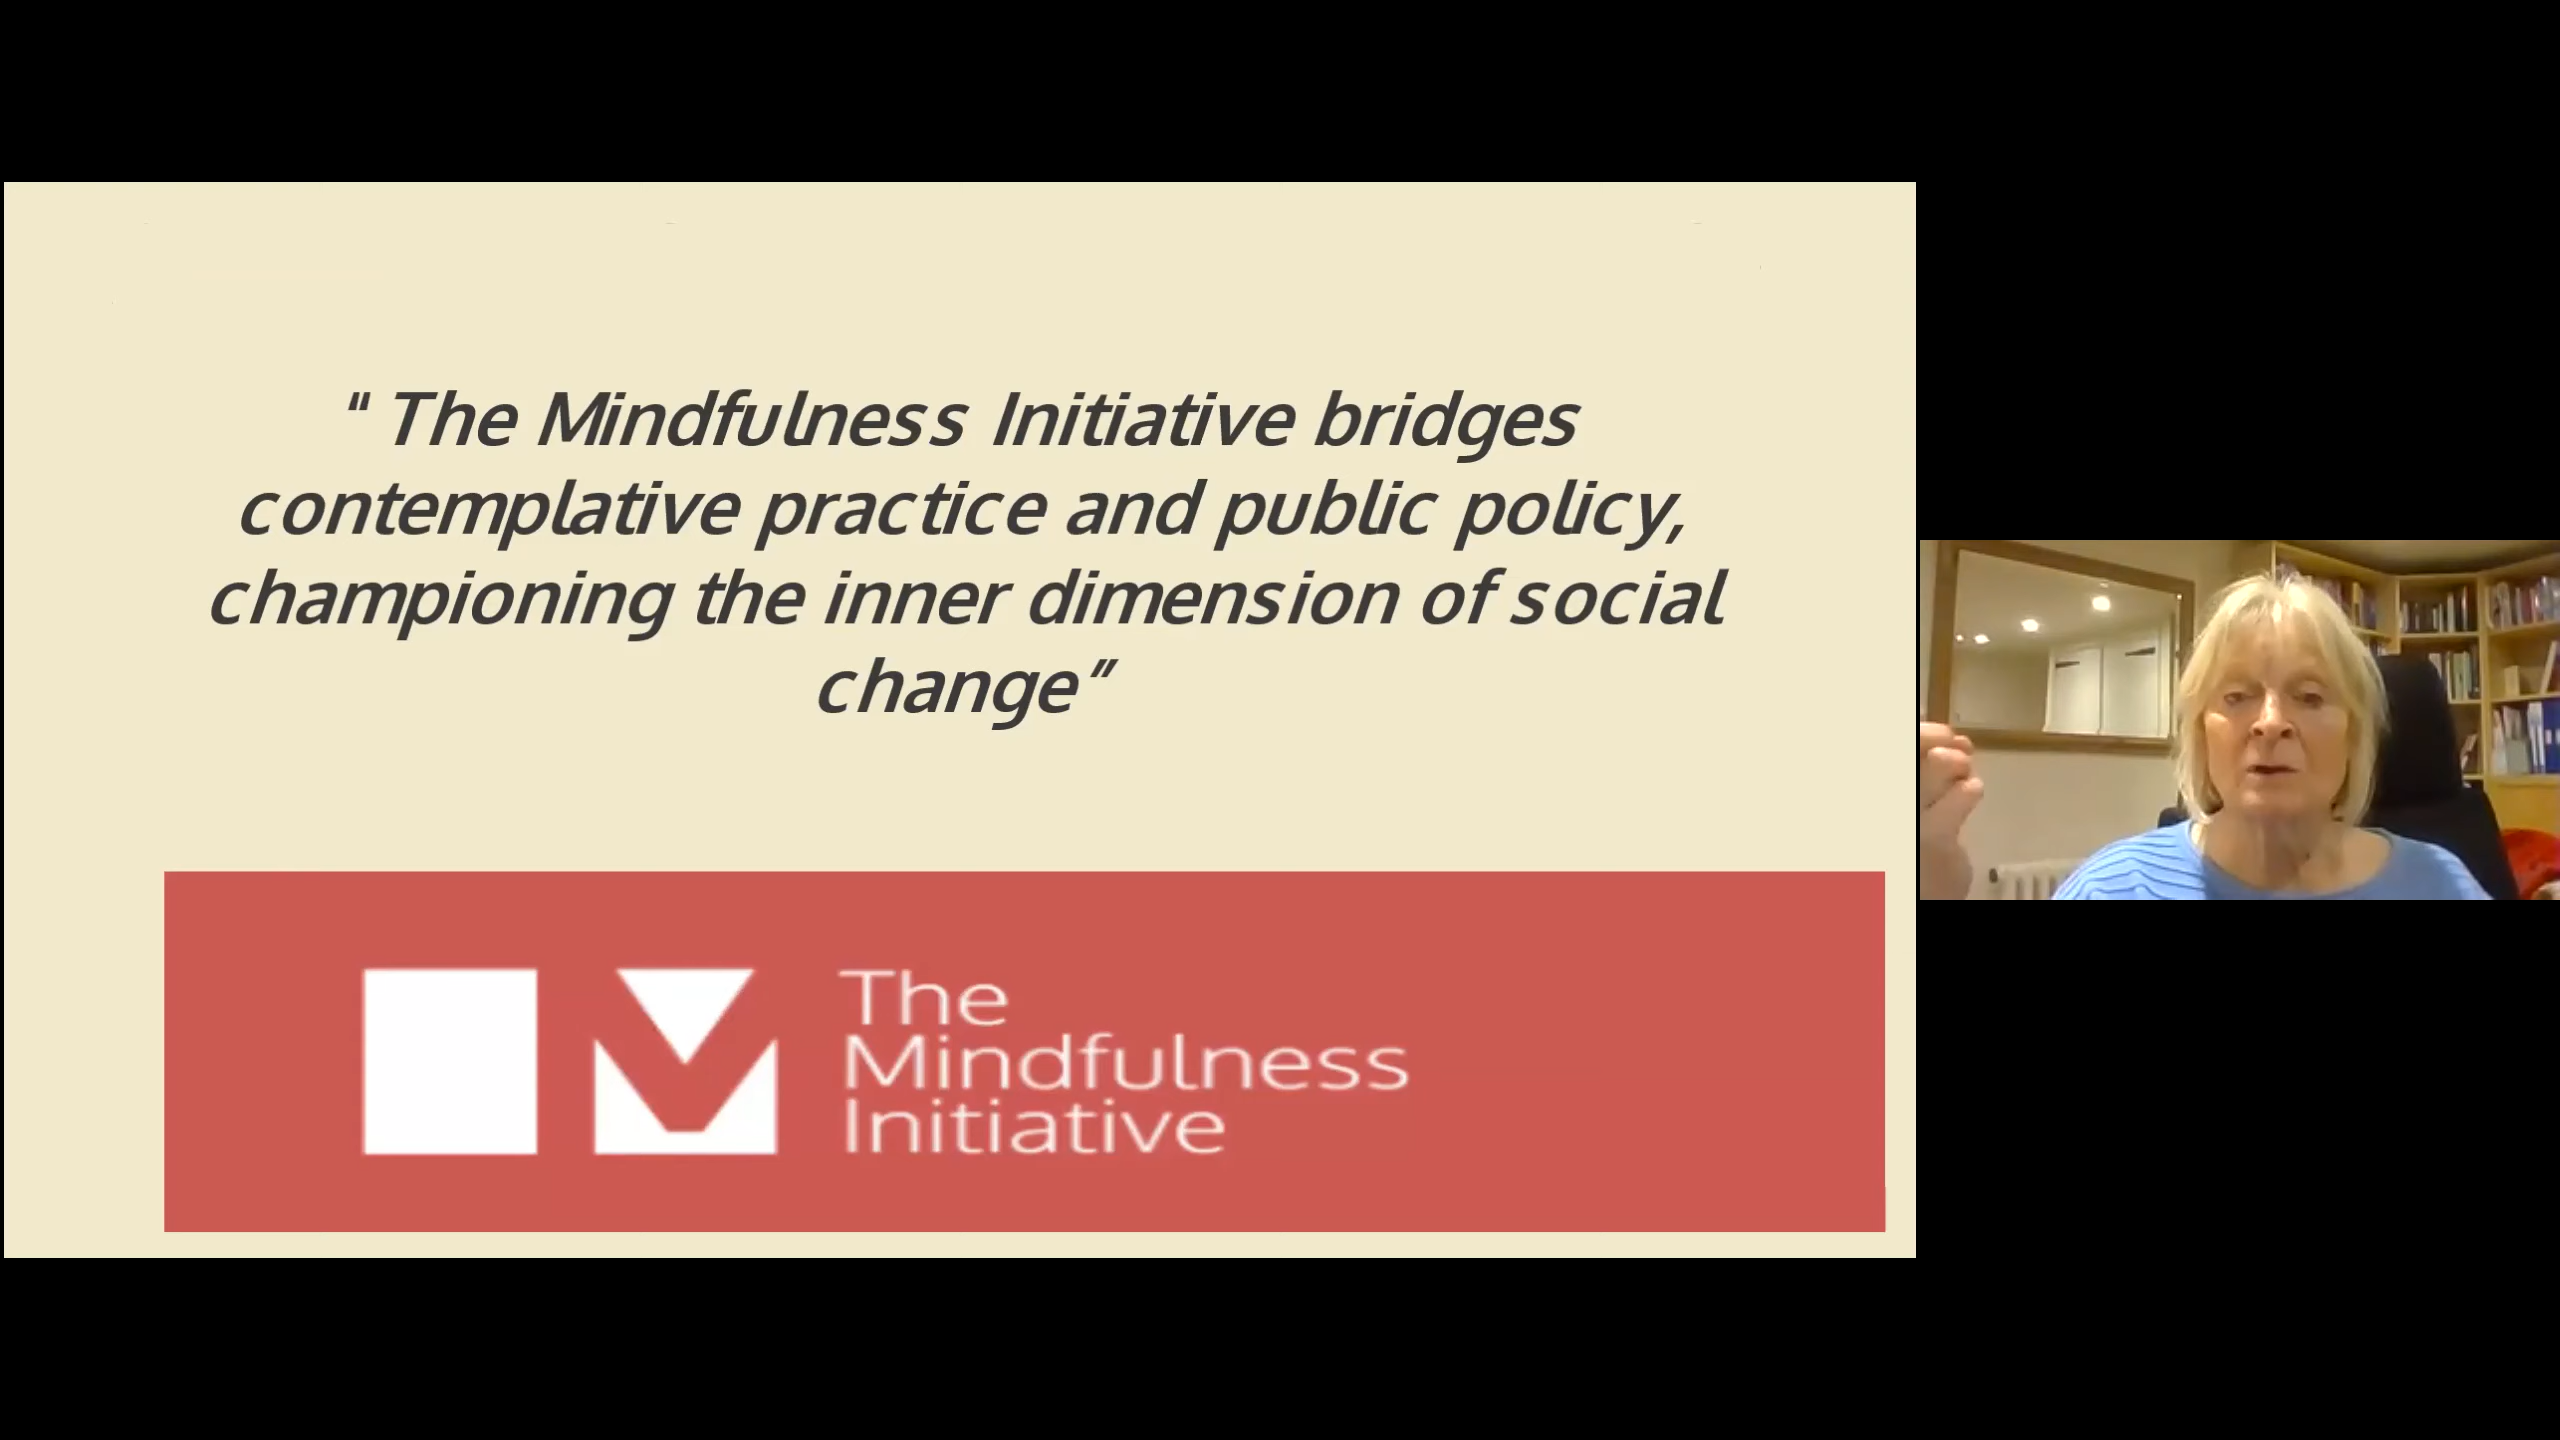 " The Mindfulness Initiative bridges
contemplative practice and public policy,
championing the inner dimension of social
change”
The
Mindfulness
Initiative